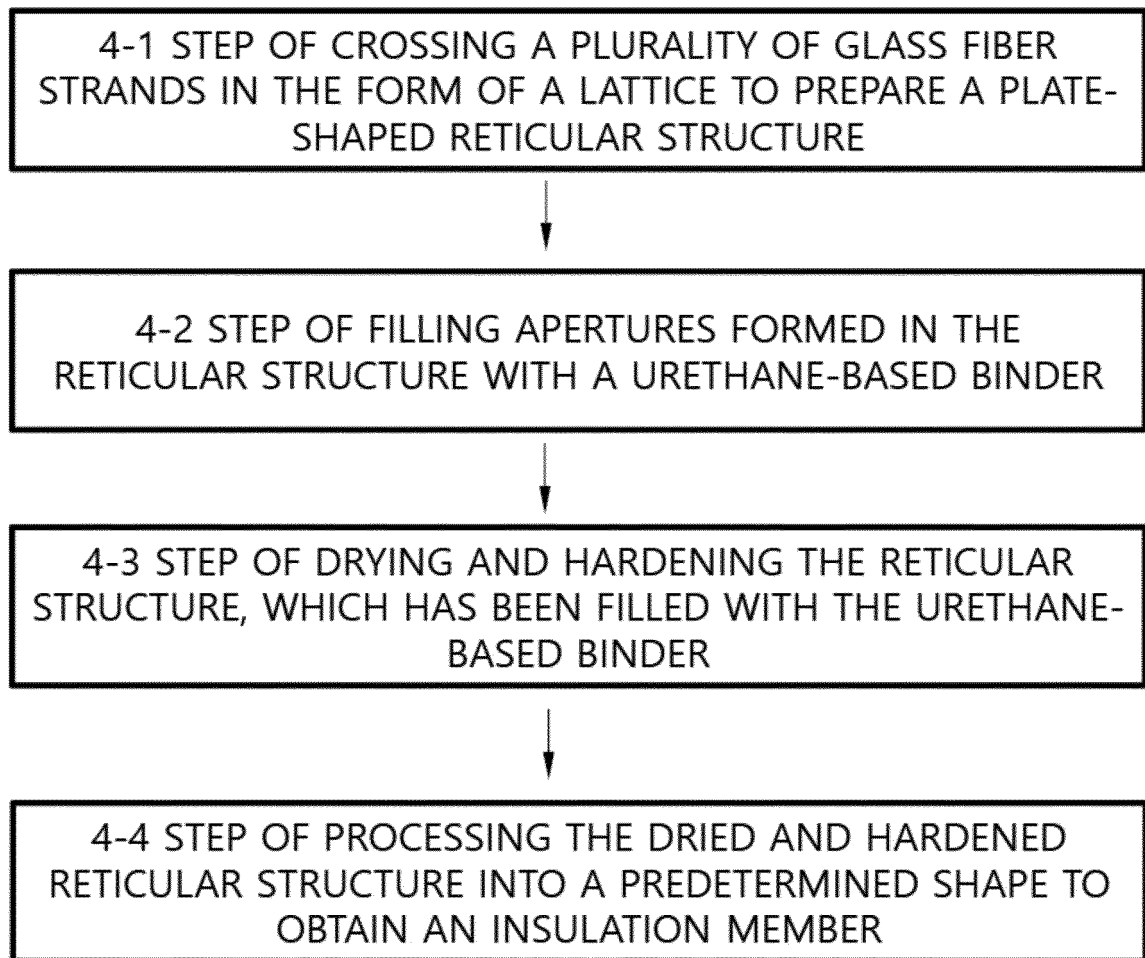 4-1 STEP OF CROSSING A PLURALITY OF GLASS FIBER
STRANDS IN THE FORM OF A LATTICE TO PREPARE A PLATE-
SHAPED RETICULAR STRUCTURE
4-2 STEP OF FILLING APERTURES FORMED IN THE
RETICULAR STRUCTURE WITH A URETHANE-BASED BINDER
4-3 STEP OF DRYING AND HARDENING THE RETICULAR
STRUCTURE, WHICH HAS BEEN FILLED WITH THE URETHANE-
BASED BINDER
4-4 STEP OF PROCESSING THE DRIED AND HARDENED
RETICULAR STRUCTURE INTO A PREDETERMINED SHAPE TO
OBTAIN AN INSULATION MEMBER